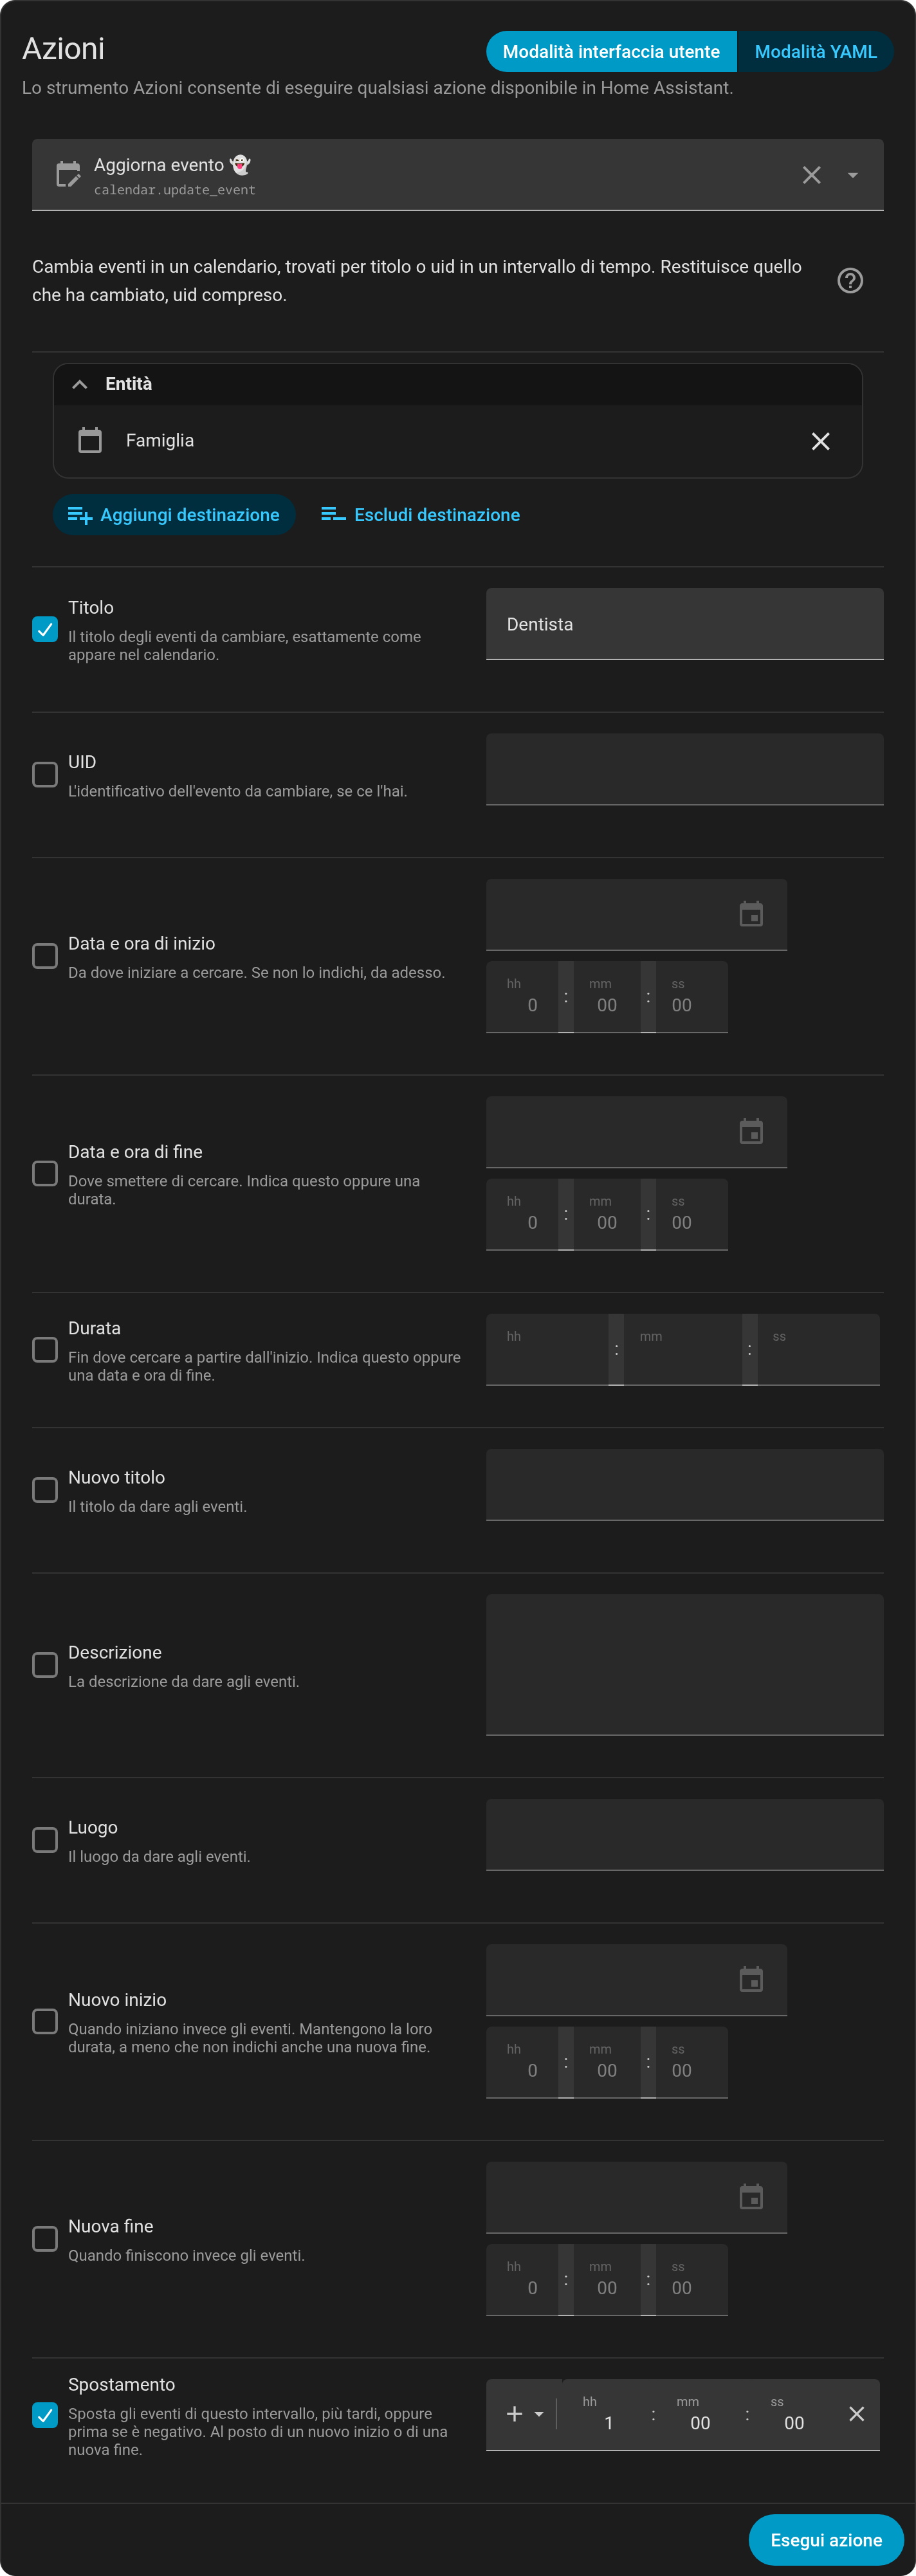 Azioni
Modalità interfaccia utente
Modalità YAML
Lo strumento Azioni consente di eseguire qualsiasi azione disponibile in Home Assistant.
Aggiorna evento 👻
calendar.update_event
Cambia eventi in un calendario, trovati per titolo o uid in un intervallo di tempo. Restituisce quello
che ha cambiato, uid compreso.
Entità
Famiglia
Aggiungi destinazione
Escludi destinazione
Titolo
Il titolo degli eventi da cambiare, esattamente come
appare nel calendario.
Dentista
UID
L'identificativo dell'evento da cambiare, se ce l'hai.
Data e ora di inizio
Da dove iniziare a cercare. Se non lo indichi, da adesso.
hh mm ss
0 : 00 : 00
Data e ora di fine
Dove smettere di cercare. Indica questo oppure una
durata.
hh mm ss
0 : 00 : 00
Durata
Fin dove cercare a partire dall'inizio. Indica questo oppure
una data e ora di fine.
hh : mm : ss
Nuovo titolo
Il titolo da dare agli eventi.
Descrizione
La descrizione da dare agli eventi.
Luogo
Il luogo da dare agli eventi.
Nuovo inizio
Quando iniziano invece gli eventi. Mantengono la loro
durata, a meno che non indichi anche una nuova fine.
hh mm ss
0 : 00 : 00
Nuova fine
Quando finiscono invece gli eventi.
hh mm ss
0 : 00 : 00
Spostamento
Sposta gli eventi di questo intervallo, più tardi, oppure
prima se è negativo. Al posto di un nuovo inizio o di una
nuova fine.
hh mm ss
+ 1 : 00 : 00
Esegui azione